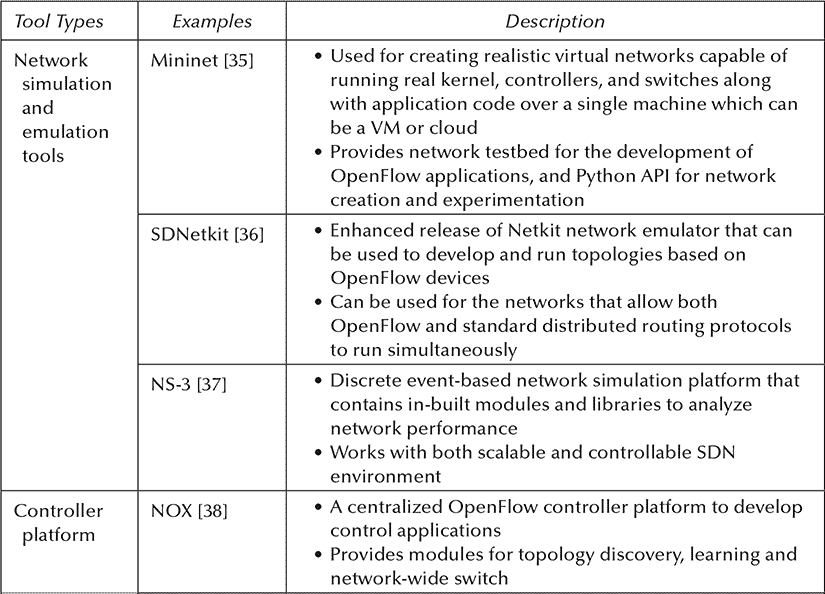 Tool Types Examples Description
Network simulation and emulation tools
Mininet [35]
• Used for creating realistic virtual networks capable of
running real kernel, controllers, and switches along
with application code over a single machine which can
be a VM or cloud
• Provides network testbed for the development of
OpenFlow applications, and Python API for network
creation and experimentation
SDNetkit [36]
• Enhanced release of Netkit network emulator that can
be used to develop and run topologies based on
OpenFlow devices
• Can be used for the networks that allow both
OpenFlow and standard distributed routing protocols
to run simultaneously
NS-3 [37]
• Discrete event-based network simulation platform that
contains in-built modules and libraries to analyze
network performance
• Works with both scalable and controllable SDN
environment
Controller
platform
NOX [38]
• A centralized OpenFlow controller platform to develop
control applications
• Provides modules for topology discovery, learning and
network-wide switch